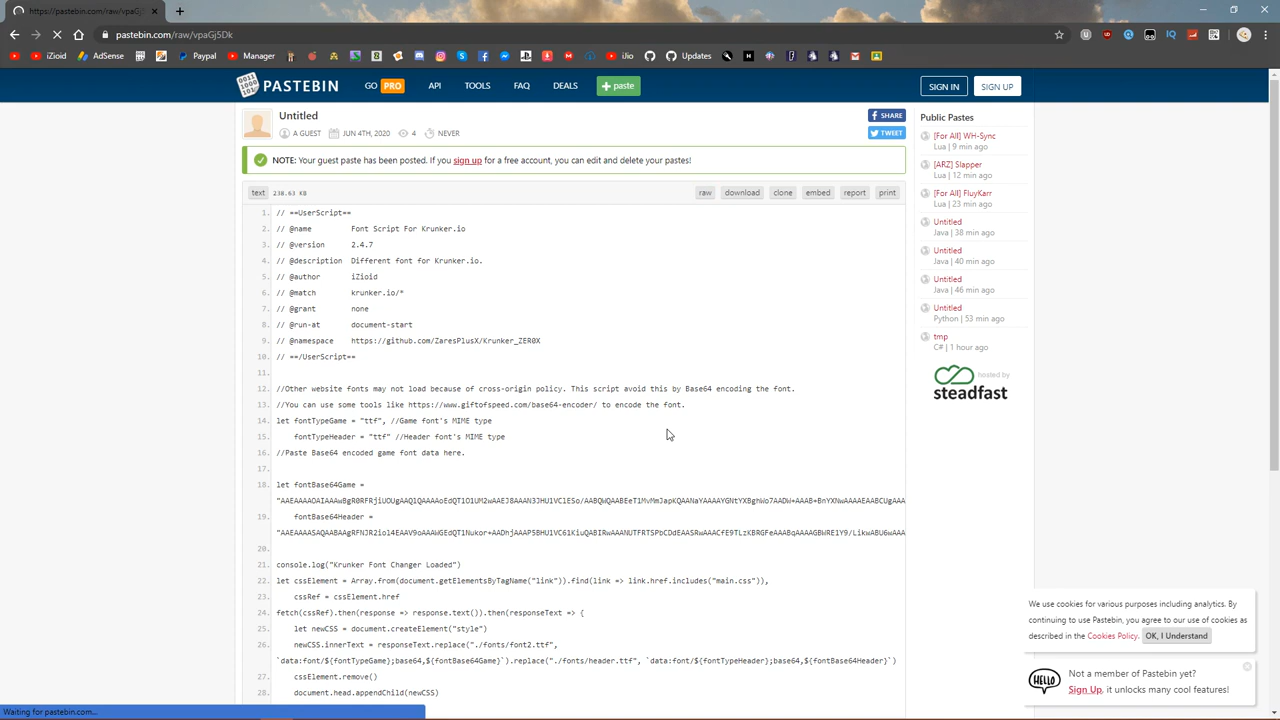 https://pastebin.com/raw/vpaGj5
pastebin.com/raw/vpaGj5Dk
iZioid
AdSense
Paypal
Manager
iJio
Updates
PASTEBIN
GO PRO API TOOLS FAQ DEALS + paste
SIGN IN SIGN UP
Untitled
A GUEST JUN 4TH, 2020 4 NEVER
SHARE
TWEET
NOTE: Your guest paste has been posted. If you sign up for a free account, you can edit and delete your pastes!
text 238.63 KB raw download clone embed report print
1. // ==UserScript==
2. // @name Font Script For Krunker.io
3. // @version 2.4.7
4. // @description Different font for Krunker.io.
5. // @author iZioid
6. // @match krunker.io/*
7. // @grant none
8. // @run-at document-start
9. // @namespace https://github.com/ZaresPlusX/Krunker_ZER0X
10. // ==/UserScript==
11.
12. //Other website fonts may not load because of cross-origin policy. This script avoid this by Base64 encoding the font.
13. //You can use some tools like https://www.giftofspeed.com/base64-encoder/ to encode the font.
14. let fontTypeGame = "ttf", //Game font's MIME type
15. fontTypeHeader = "ttf" //Header font's MIME type
16. //Paste Base64 encoded game font data here.
17.
18. let fontBase64Game =
19. fontBase64Header =
20.
21. console.log("Krunker Font Changer Loaded")
22. let cssElement = Array.from(document.getElementsByTagName("link")).find(link => link.href.includes("main.css")),
23. cssRef = cssElement.href
24. fetch(cssRef).then(response => response.text()).then(responseText => {
25. let newCSS = document.createElement("style")
26. newCSS.innerText = responseText.replace("./fonts/font2.ttf",
`data:font/${fontTypeGame};base64,${fontBase64Game}`).replace("./fonts/header.ttf", `data:font/${fontTypeHeader};base64,${fontBase64Header}`)
27. cssElement.remove()
28. document.head.appendChild(newCSS)
Public Pastes
[For All] WH-Sync
Lua | 9 min ago
[ARZ] Slapper
Lua | 12 min ago
[For All] FluyKarr
Lua | 23 min ago
Untitled
Java | 38 min ago
Untitled
Java | 40 min ago
Untitled
Java | 46 min ago
Untitled
Python | 53 min ago
tmp
C# | 1 hour ago
hosted by
steadfast
We use cookies for various purposes including analytics. By
continuing to use Pastebin, you agree to our use of cookies as
described in the Cookies Policy. OK, I Understand
HELLO
Not a member of Pastebin yet?
Sign Up, it unlocks many cool features!
Waiting for pastebin.com...